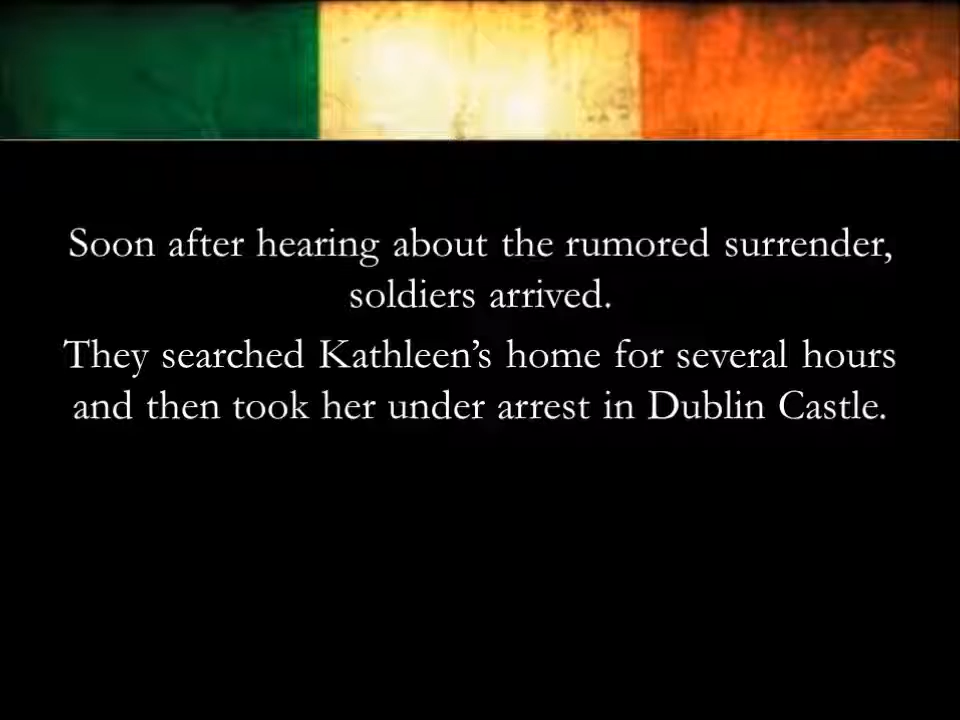 Soon after hearing about the rumored surrender,
soldiers arrived.
They searched Kathleen’s home for several hours
and then took her under arrest in Dublin Castle.